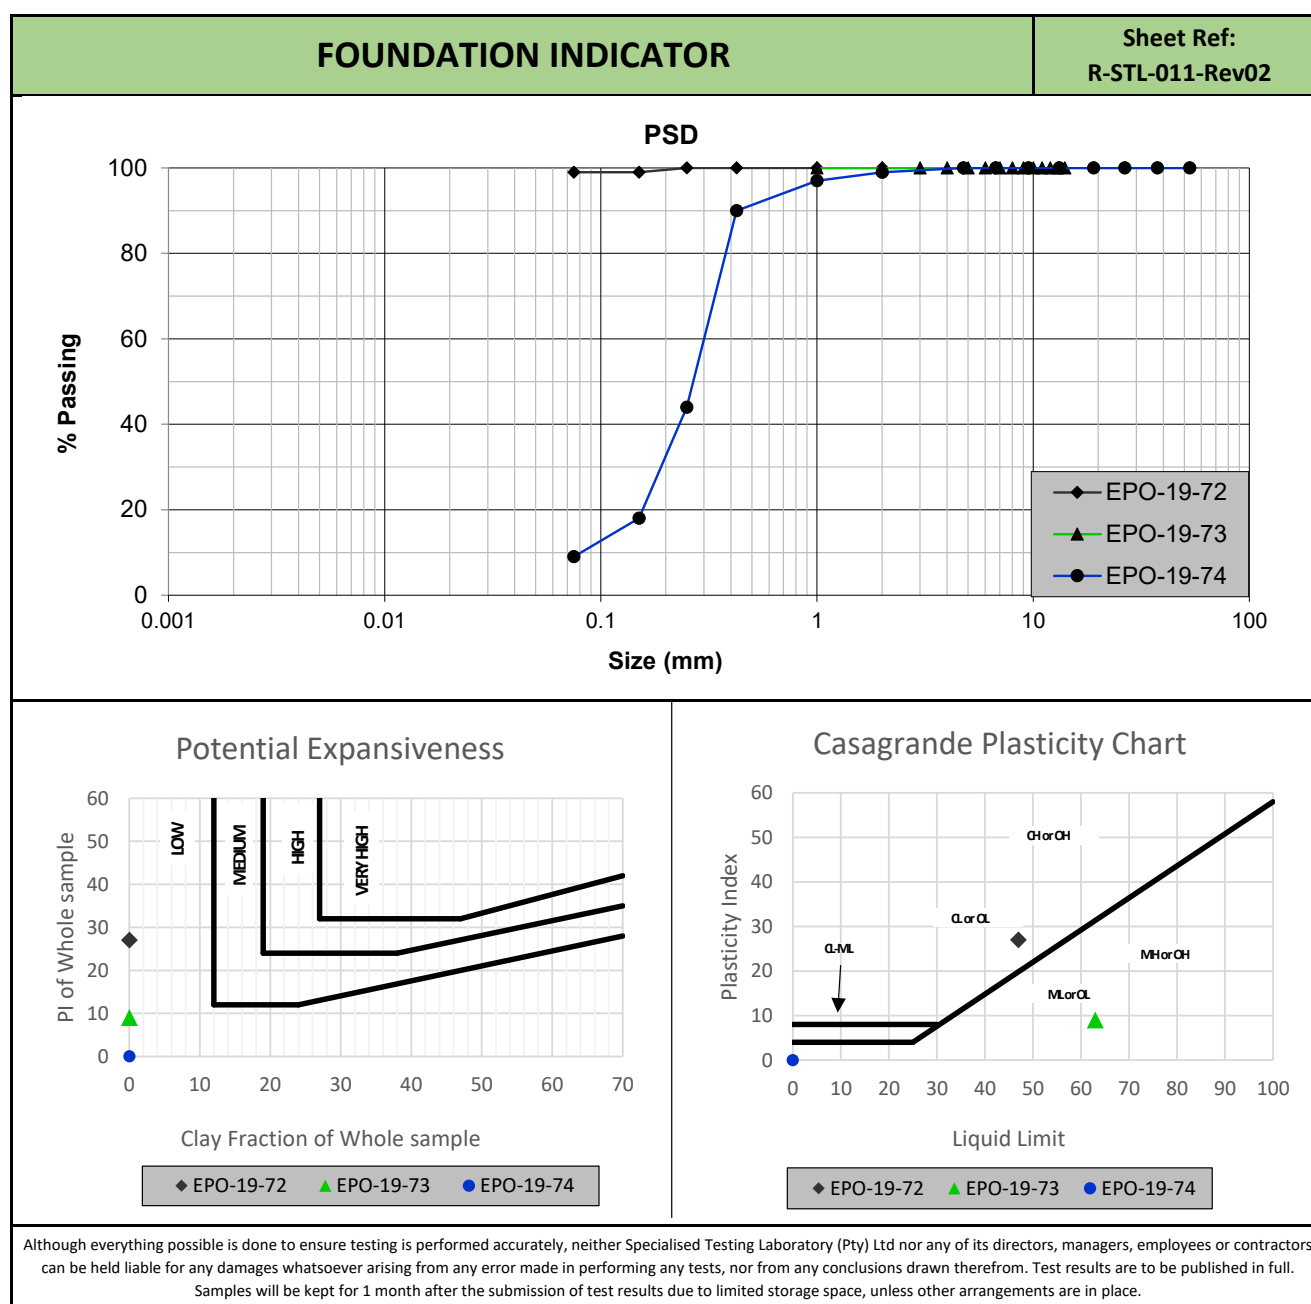 FOUNDATION INDICATOR
Sheet Ref:
R-STL-011-Rev02
PSD
100
80
60
40
20
0
% Passing
0.001
0.01
0.1
1
10
100
Size (mm)
EPO-19-72
EPO-19-73
EPO-19-74
Potential Expansiveness
60
50
40
30
20
10
0
PI of Whole sample
LOW
MEDIUM
HIGH
VERY HIGH
0
10
20
30
40
50
60
70
Clay Fraction of Whole sample
EPO-19-72
EPO-19-73
EPO-19-74
Casagrande Plasticity Chart
60
50
40
30
20
10
0
Plasticity Index
CH or OH
CL or OL
CL-ML
MH or OH
ML or OL
0
10
20
30
40
50
60
70
80
90
100
Liquid Limit
EPO-19-72
EPO-19-73
EPO-19-74
Although everything possible is done to ensure testing is performed accurately, neither Specialised Testing Laboratory (Pty) Ltd nor any of its directors, managers, employees or contractors
can be held liable for any damages whatsoever arising from any error made in performing any tests, nor from any conclusions drawn therefrom. Test results are to be published in full.
Samples will be kept for 1 month after the submission of test results due to limited storage space, unless other arrangements are in place.